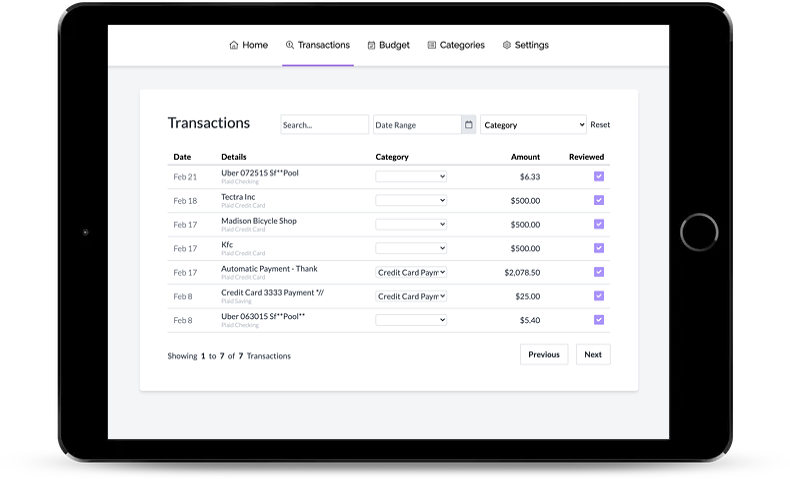 Home Transactions Budget Categories Settings
Transactions Search... Date Range Category Reset
Date Details Category Amount Reviewed
Feb 21 Uber 072515 Sf**Pool $6.33
Plaid Checking
Feb 18 Tectra Inc $500.00
Plaid Credit Card
Feb 17 Madison Bicycle Shop $500.00
Plaid Credit Card
Feb 17 Kfc $500.00
Plaid Credit Card
Feb 17 Automatic Payment - Thank Credit Card Paym $2,078.50
Plaid Credit Card
Feb 8 Credit Card 3333 Payment *// Credit Card Paym $25.00
Plaid Saving
Feb 8 Uber 063015 Sf**Pool** $5.40
Plaid Checking
Showing 1 to 7 of 7 Transactions Previous Next